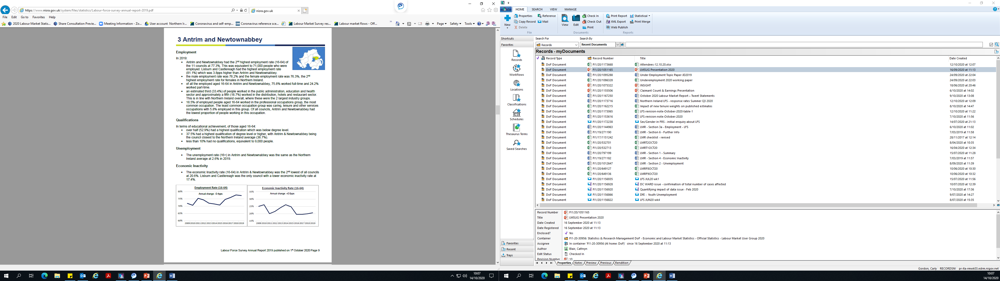 https://www.nisra.gov.uk/system/files/statistics/Labour-force-survey-annual-report-2019.pdf
nisra.gov.uk
File Edit Go to Favorites Help
2020 Labour Market Statis...
Share Consultation Previe...
Meeting Information - Zo...
User account Northern Ir...
Coronavirus and self-emp...
Coronavirus reference sce...
Labour Market Survey res...
Labour market flows - Off...
Page Safety Tools
3 Antrim and Newtownabbey
Employment
In 2019:
• Antrim and Newtownabbey had the 2nd highest employment rate (16-64) of
the 11 councils at 77.3%. This was equivalent to 71,000 people who were
employed. Lisburn and Castlereagh had the highest employment rate
(81.1%) which was 3.8pps higher than Antrim and Newtownabbey.
• the male employment rate was 78.2% and the female employment rate was 76.3%, the 2nd
highest employment rate for females in Northern Ireland.
• of all the employed aged 16-64 in Antrim and Newtownabbey, 75.8% worked full-time and 24.2%
worked part-time.
• an estimated third (33.4%) of people worked in the public administration, education and health
sector and approximately a fifth (18.7%) worked in the distribution, hotels and restaurant sector.
This is in line with Northern Ireland overall, where these were the 2 largest industry groups.
• 18.5% of employed people aged 16-64 worked in the professional occupations group, the most
common occupation. The least common occupation group was caring, leisure and other services
occupations with 5.8% employed in this group. Of all councils, Antrim and Newtownabbey had
the lowest proportion of people working in this occupation.
Qualifications
In terms of educational achievement, of those aged 16-64:
• over half (52.9%) had a highest qualification which was below degree level.
• 37.5% had a highest qualification of degree level or higher, with Antrim & Newtownabbey being
the council closest to the Northern Ireland average (36.7%).
• less than 10% had no qualifications, equivalent to 9,000 people.
Unemployment
• The unemployment rate (16+) in Antrim and Newtownabbey was the same as the Northern
Ireland average at 2.6% in 2019.
Economic Inactivity
• The economic Inactivity rate (16-64) in Antrim & Newtownabbey was the 2nd lowest of all councils
at 20.6%. Lisburn and Castlereagh was the only council with a lower economic inactivity rate at
17.4%.
Employment Rate (16-64)
Annual change: -0.4pps
80%
75%
70%
65%
60%
2009 2010 2011 2012 2013 2014 2015 2016 2017 2018 2019
Economic Inactivity Rate (16-64)
Annual change: +0.6pps
35%
30%
25%
20%
15%
2009 2010 2011 2012 2013 2014 2015 2016 2017 2018 2019
Labour Force Survey Annual Report 2019 published on 1st October 2020 Page 9
10:07
14/10/2020
HOME SEARCH VIEW MANAGE
New
Properties
Copy Record
Delete
Reference
Mail
File
View
Edit
Check In
Check Out
Print
Documents
Print Report
XML Export
Web Publish
Statistical
Print Merge
Reports
Shortcuts
Favorites
Records
Workflows
Locations
Classifications
Schedules
Thesaurus Terms
Saved Searches
Favorites
Recent
Trays
Search For Search By
Records Recent Documents
Records - myDocuments
Record Type Record Number Title Date Created
DoF Document FI1/20/1173668 Attendees-12.10.20.xlsx 12/10/2020 at 12:07
DoF Document FI1/20/1051165 LMSUG Presentation 2020 16/09/2020 at 11:13
DoF Document FI1/20/1095288 Under Employment Topic Paper JD2019 24/09/2020 at 22:04
DoF Document FI1/20/1086328 Underemployment 2020 working paper 24/09/2020 at 22:03
DoF Document FI1/20/1075322 INSIGHT 18/06/2020 at 20:46
DoF Document FI1/20/1155506 Claimant Count & Earnings Presentation 6/10/2020 at 14:02
DoF Document FI1/20/1167250 October 2020 Labour Market Report – Tweet Statements 9/10/2020 at 13:08
DoF Document FI1/20/1173716 Northern Ireland LFS - response rates Summer Q3 2020 12/10/2020 at 12:09
DoF Document FI1/20/1162215 Impact of new tenure weights on published estimates 8/10/2020 at 14:47
DoF Document FI1/20/1173065 LFS-revision-note-October-2020-table-1 12/10/2020 at 11:22
DoF Document FI1/20/1153616 LFS-revision-note-October-2020 7/10/2020 at 11:56
DoF Document FI1/20/1172238 Sex/Gender in FRS - initial enquiry about LFS 14/07/2020 at 21:13
DoF Document FI1/20/1144963 LMR - Section 3a - Employment - LFS 6/10/2020 at 11:02
DoF Document FI1/19/271190 LMR - Section 6 - Further Info 7/03/2019 at 11:58
DoF Document FI1/17/1151242 LMR checklist - revised 28/11/2017 at 12:14
DoF Document FI1/20/532701 LMRT2OCT20 8/04/2020 at 10:35
DoF Document FI1/20/532713 LMRT1OCT20 16/04/2020 at 12:34
DoF Document FI1/20/797199 LMR - Section 1 - Summary 15/07/2020 at 11:28
DoF Document FI1/19/271182 LMR - Section 4 - Economic Inactivity 7/03/2019 at 11:57
DoF Document FI1/20/1012647 LMR - Section 2 - Unemployment 8/09/2020 at 11:39
DoF Document FI1/20/649127 LMRF8OCT20 10/06/2020 at 10:30
DoF Document FI1/20/649136 LMRF9OCT20 10/06/2020 at 10:32
DoF Document FI1/20/1156935 LFS JUL20 wk1 15/07/2020 at 11:56
DoF Document FI1/20/1156928 DC WARD issue - confirmation of total number of cases affected 10/07/2020 at 12:39
DoF Document FI1/20/1156920 Quantifying impact of data issue - Feb 2020 7/10/2020 at 17:36
DoF Document FI1/20/1156866 DfE - Youth Unemployment 9/07/2020 at 14:27
DoF Document FI1/20/1156822 LFS JUN20 wk4 8/07/2020 at 15:35
Record Number FI1/20/1051165
Title LMSUG Presentation 2020
Date Created 16 September 2020 at 11:13
Date Registered 16 September 2020 at 11:13
Enclosed? Yes
Container FI1-20-30956: Statistics & Research Management DoF - Economic and Labour Market Statistics - Official Statistics - Labour Market User Group 2020
Assignee In container 'FI1-20-30956 (At home: DoF)' since 16 September 2020 at 11:13
Author Blair, Cathryn
Edit Status Checked In
Revision Number 10
Properties Notes Preview Previous Rendition
Gordon, Carly RECORDSNI pr-ita-rmwk03.edrm.nigov.net
10:07
14/10/2020